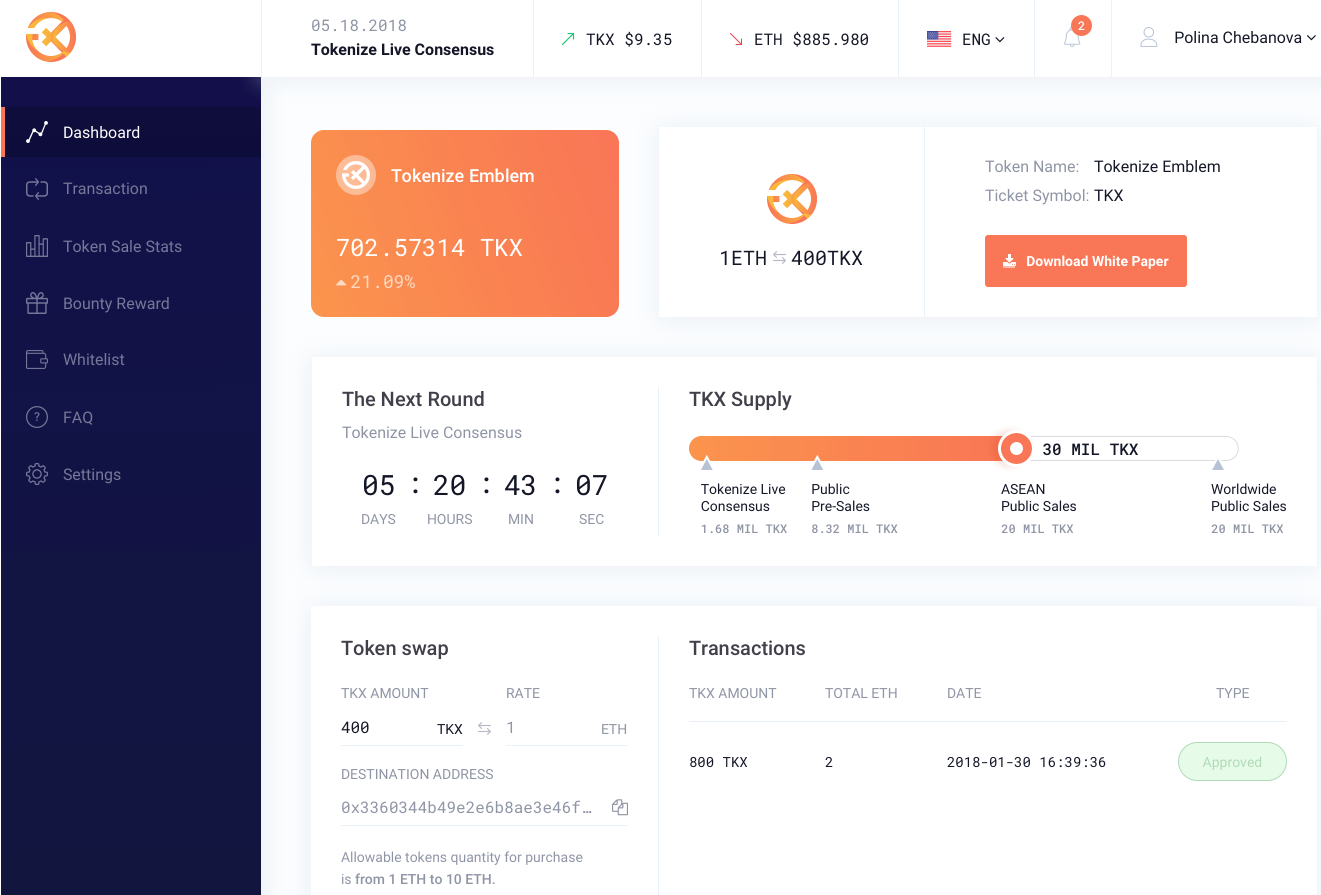 05.18.2018
Tokenize Live Consensus
TKX $9.35
ETH $885.980
ENG
2
Polina Chebanova
Dashboard
Transaction
Token Sale Stats
Bounty Reward
Whitelist
? FAQ
Settings
Tokenize Emblem
702.57314 TKX
21.09%
1ETH ⇆ 400TKX
Token Name: Tokenize Emblem
Ticket Symbol: TKX
Download White Paper
The Next Round
Tokenize Live Consensus
05 : 20 : 43 : 07
DAYS HOURS MIN SEC
TKX Supply
30 MIL TKX
Tokenize Live
Consensus
1.68 MIL TKX
Public
Pre-Sales
8.32 MIL TKX
ASEAN
Public Sales
20 MIL TKX
Worldwide
Public Sales
20 MIL TKX
Token swap
TKX AMOUNT RATE
400 TKX ⇆ 1 ETH
DESTINATION ADDRESS
0x3360344b49e2e6b8ae3e46f…
Allowable tokens quantity for purchase
is from 1 ETH to 10 ETH.
Transactions
TKX AMOUNT TOTAL ETH DATE TYPE
800 TKX 2 2018-01-30 16:39:36 Approved